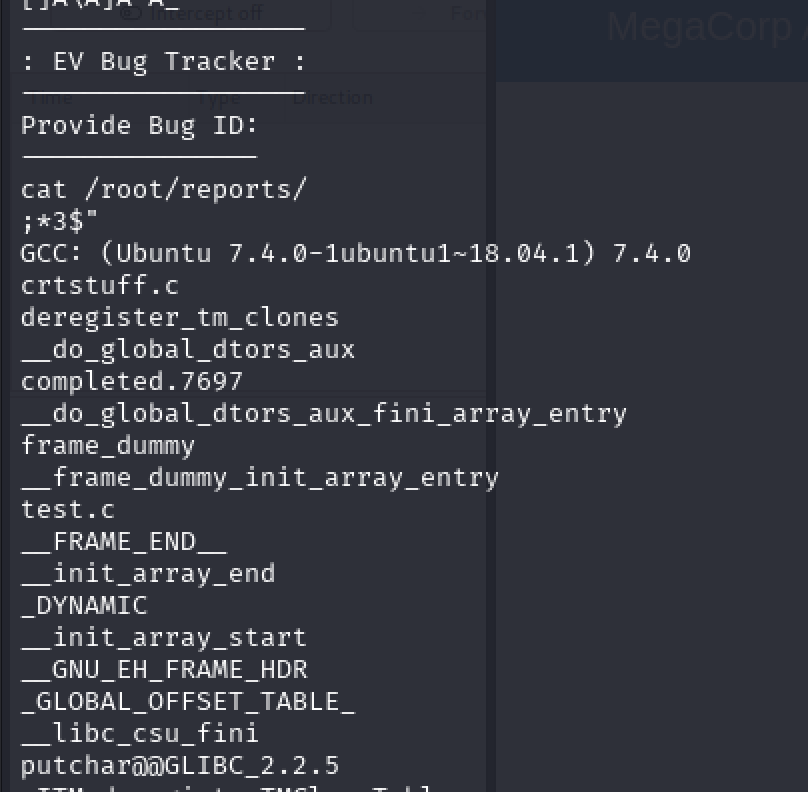 []A\A]A^A_
Intercept off
MegaCorp
: EV Bug Tracker :
Time Type Direction
Provide Bug ID:
cat /root/reports/
;*3$"
GCC: (Ubuntu 7.4.0-1ubuntu1~18.04.1) 7.4.0
crtstuff.c
deregister_tm_clones
__do_global_dtors_aux
completed.7697
__do_global_dtors_aux_fini_array_entry
frame_dummy
__frame_dummy_init_array_entry
test.c
__FRAME_END__
__init_array_end
_DYNAMIC
__init_array_start
__GNU_EH_FRAME_HDR
_GLOBAL_OFFSET_TABLE_
__libc_csu_fini
putchar@@GLIBC_2.2.5